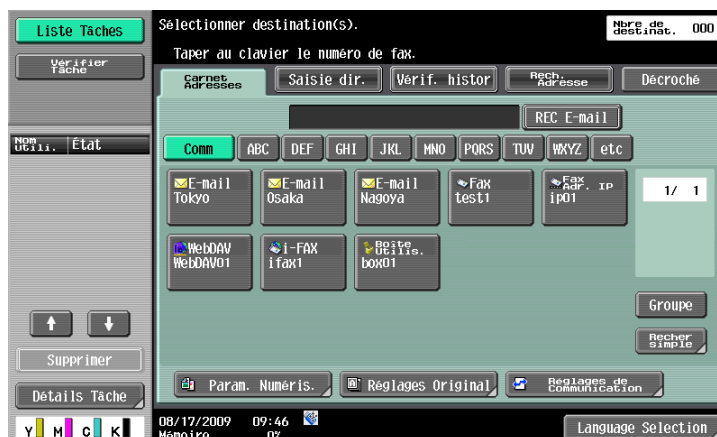 Liste Tâches
Vérifier
Tâche
Nom
utili.
État
Supprimer
Détails Tâche
Y M C K
Sélectionner destination(s).
Taper au clavier le numéro de fax.
Nbre de
destinat. 000
Carnet
Adresses
Saisie dir.
Vérif. histor
Rech.
Adresse
Décroché
REC E-mail
Comm ABC DEF GHI JKL MNO PQRS TUV WXYZ etc
E-mail
Tokyo
E-mail
Osaka
E-mail
Nagoya
Fax
test1
Fax
Adr. IP
ip01
1/ 1
WebDAV
WebDAV01
i-FAX
ifax1
Boîte
Utilis.
box01
Groupe
Recher
simple
Param. Numéris.
Réglages Original
Réglages de
Communication
08/17/2009 09:46
Mémoire 0%
Language Selection